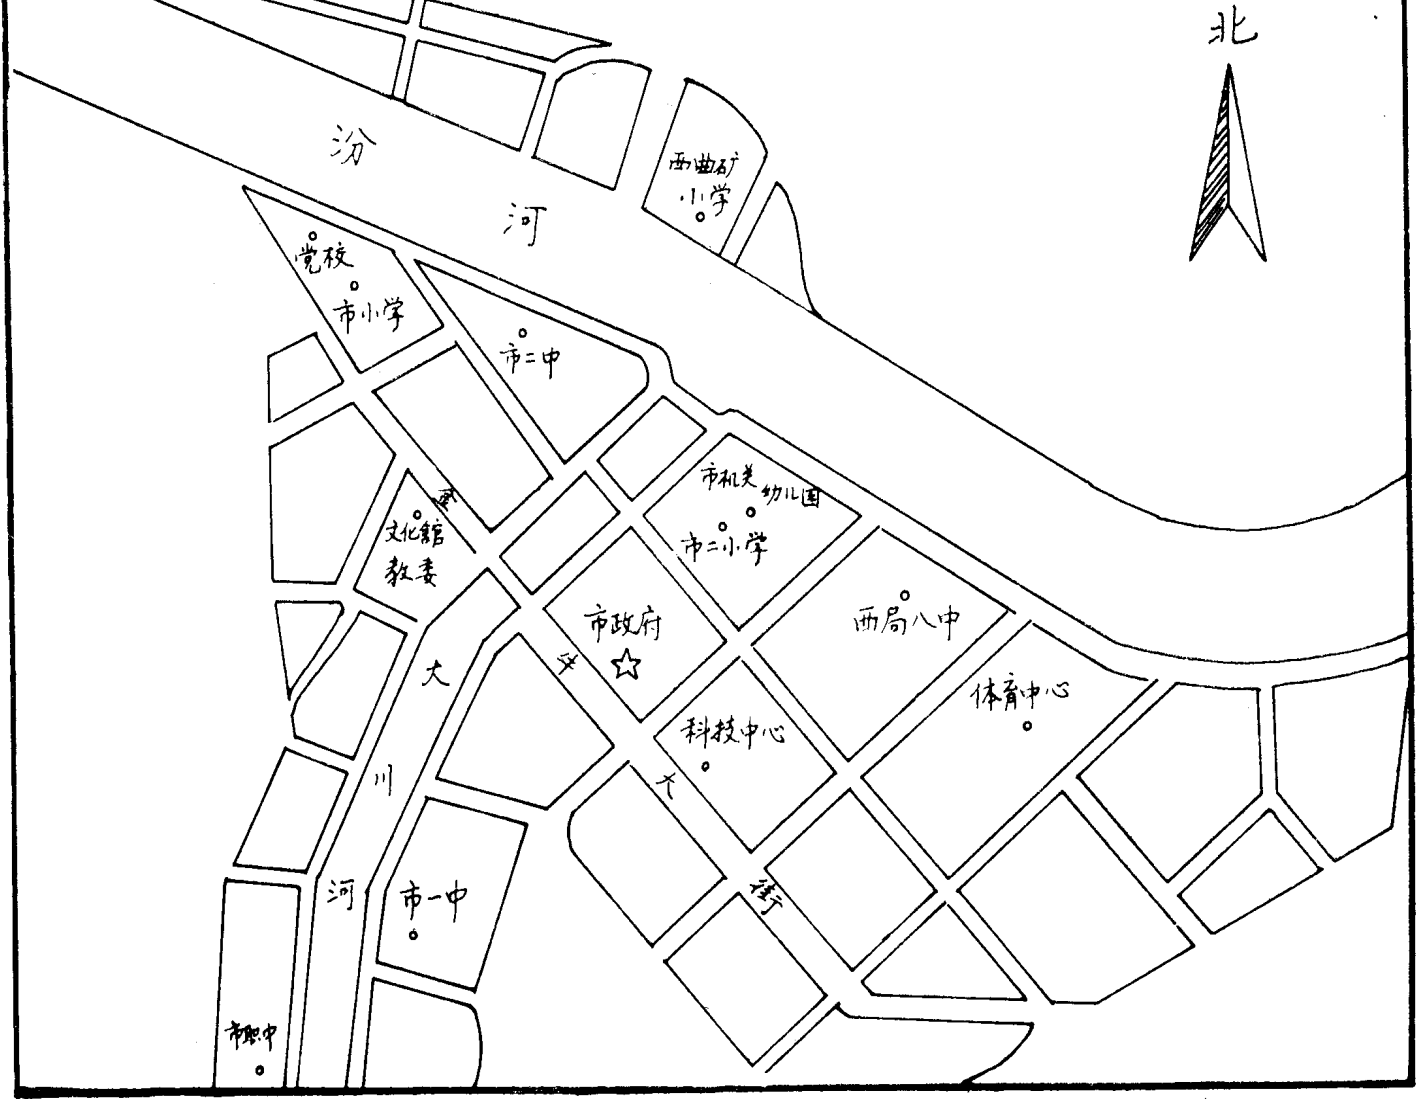 北
汾
河
西曲矿
小学
党校
市小学
市二中
市机关
幼儿园
市二小学
文化館
教委
市政府
西局八中
体育中心
科技中心
大
川
河
牛
大
街
市一中
市职中